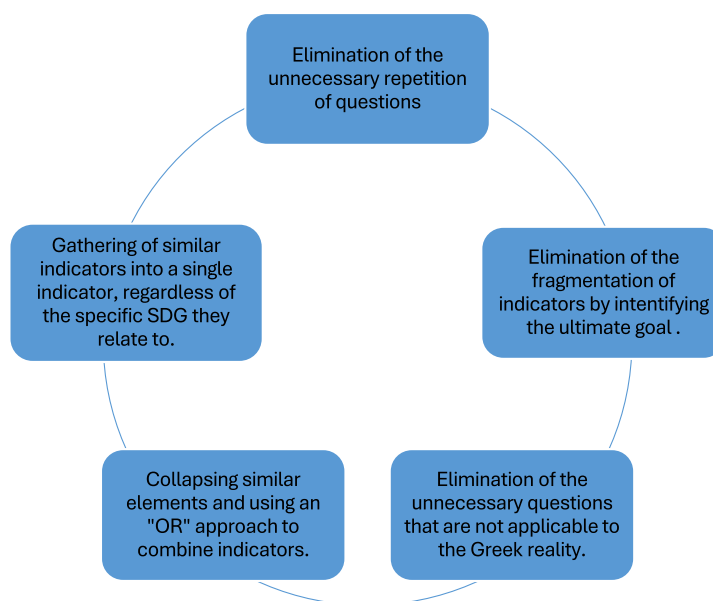 Elimination of the
unnecessary repetition
of questions
Elimination of the
fragmentation of
indicators by intentifying
the ultimate goal .
Elimination of the
unnecessary questions
that are not applicable to
the Greek reality.
Collapsing similar
elements and using an
"OR" approach to
combine indicators.
Gathering of similar
indicators into a single
indicator, regardless of
the specific SDG they
relate to.